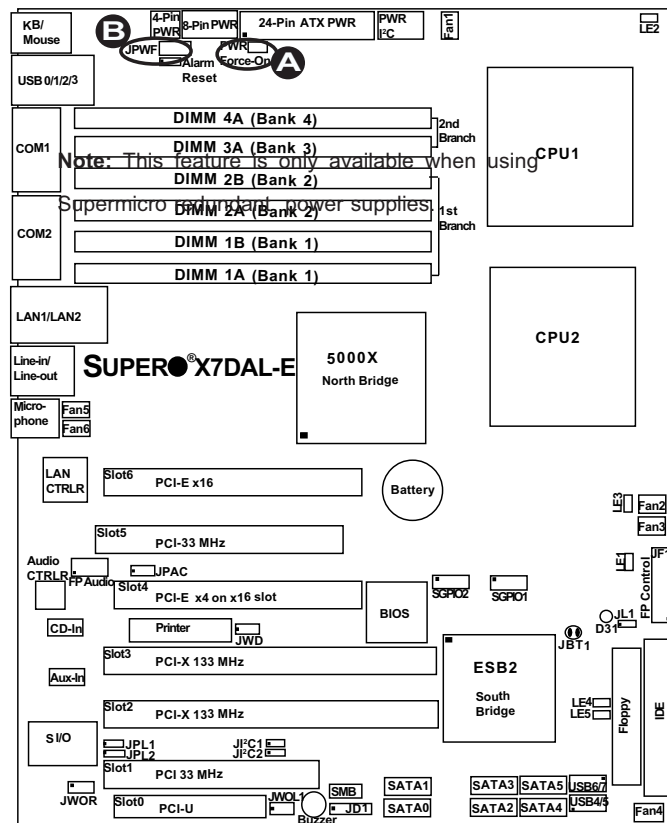 KB/
Mouse
4-Pin
PWR
8-Pin PWR
24-Pin ATX PWR
PWR
I²C
Fan1
LE2
B
JPWF
Alarm
Reset
PWR
Force-On
A
USB 0/1/2/3
COM1
DIMM 4A (Bank 4)
DIMM 3A (Bank 3)
2nd
Branch
CPU1
Note: This feature is only available when using
DIMM 2B (Bank 2)
Supermicro redundant power supplies.
DIMM 2A (Bank 2)
1st
Branch
COM2
DIMM 1B (Bank 1)
DIMM 1A (Bank 1)
LAN1/LAN2
CPU2
Line-in/
Line-out
SUPER®X7DAL-E
5000X
North Bridge
Micro-
phone
Fan5
Fan6
LAN
CTRLR
Slot6
PCI-E x16
Battery
LE3
Fan2
Fan3
Slot5
PCI-33 MHz
Audio
CTRLR
FP Audio
JPAC
LE1
JF1
FP Control
Slot4
PCI-E x4 on x16 slot
BIOS
SGPIO2
SGPIO1
JL1
D31
JBT1
CD-In
Printer
JWD
Slot3
PCI-X 133 MHz
ESB2
South
Bridge
Aux-In
Slot2
PCI-X 133 MHz
LE4
LE5
Floppy
IDE
S I/O
JPL1
JPL2
JI²C1
JI²C2
Slot1
PCI 33 MHz
JWOR
Slot0
PCI-U
JWOL1
Buzzer
SMB
JD1
SATA1
SATA0
SATA3
SATA2
SATA5
SATA4
USB6/7
USB4/5
Fan4